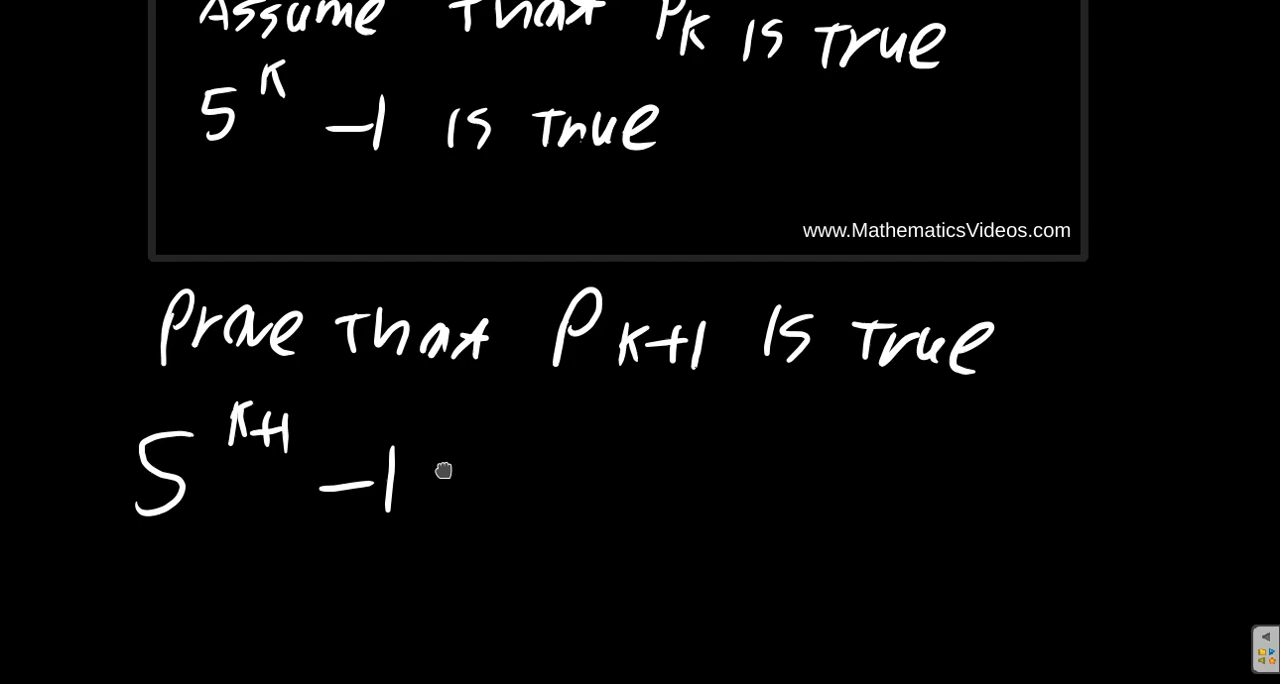 Assume that Pk is true
5^k -1 is true
www.MathematicsVideos.com
Prove that P k+1 is true
5^k+1 -1